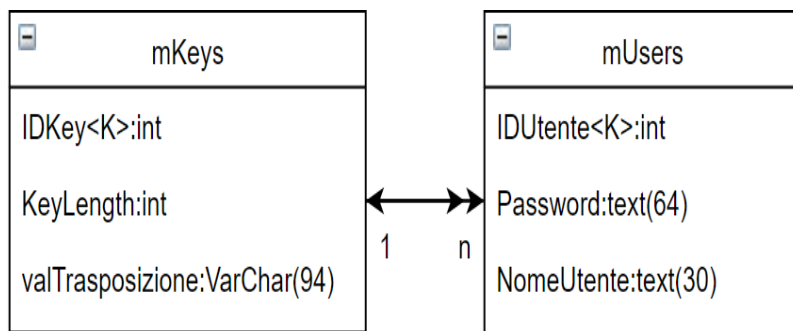 mKeys
IDKey<K>:int
KeyLength:int
valTrasposizione:VarChar(94)
1 n
mUsers
IDUtente<K>:int
Password:text(64)
NomeUtente:text(30)